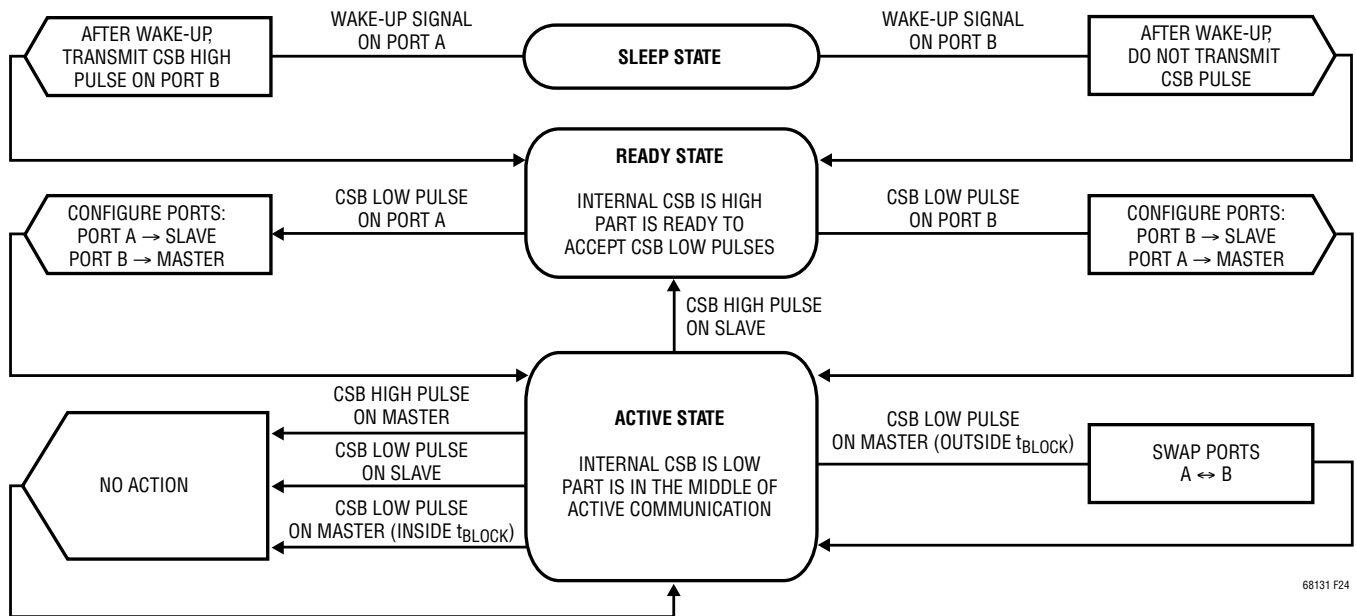 AFTER WAKE-UP,
TRANSMIT CSB HIGH
PULSE ON PORT B
WAKE-UP SIGNAL
ON PORT A
SLEEP STATE
WAKE-UP SIGNAL
ON PORT B
AFTER WAKE-UP,
DO NOT TRANSMIT
CSB PULSE
READY STATE
INTERNAL CSB IS HIGH
PART IS READY TO
ACCEPT CSB LOW PULSES
CONFIGURE PORTS:
PORT A → SLAVE
PORT B → MASTER
CSB LOW PULSE
ON PORT A
CSB LOW PULSE
ON PORT B
CONFIGURE PORTS:
PORT B → SLAVE
PORT A → MASTER
CSB HIGH PULSE
ON SLAVE
ACTIVE STATE
INTERNAL CSB IS LOW
PART IS IN THE MIDDLE OF
ACTIVE COMMUNICATION
NO ACTION
CSB HIGH PULSE
ON MASTER
CSB LOW PULSE
ON SLAVE
CSB LOW PULSE
ON MASTER (INSIDE tBLOCK)
CSB LOW PULSE
ON MASTER (OUTSIDE tBLOCK)
SWAP PORTS
A ↔ B
68131 F24